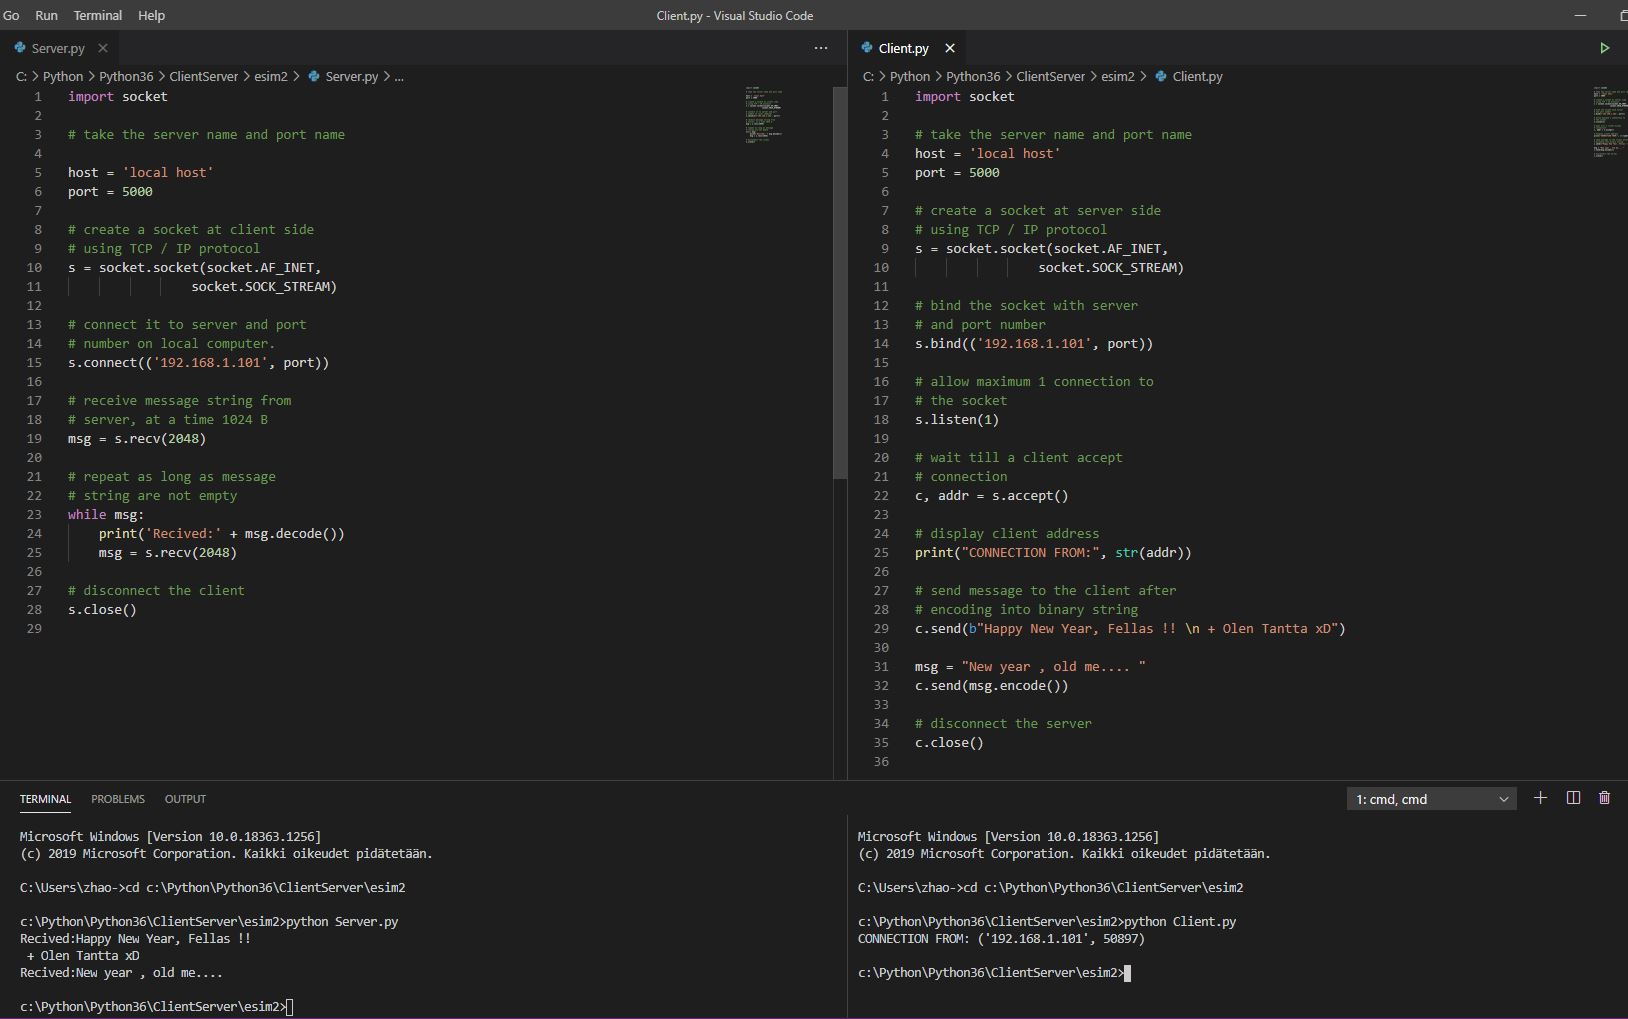 Go Run Terminal Help
Client.py - Visual Studio Code
Server.py
C: > Python > Python36 > ClientServer > esim2 > Server.py > ...
1 import socket
2
3 # take the server name and port name
4
5 host = 'local host'
6 port = 5000
7
8 # create a socket at client side
9 # using TCP / IP protocol
10 s = socket.socket(socket.AF_INET,
11 socket.SOCK_STREAM)
12
13 # connect it to server and port
14 # number on local computer.
15 s.connect(('192.168.1.101', port))
16
17 # receive message string from
18 # server, at a time 1024 B
19 msg = s.recv(2048)
20
21 # repeat as long as message
22 # string are not empty
23 while msg:
24 print('Recived:' + msg.decode())
25 msg = s.recv(2048)
26
27 # disconnect the client
28 s.close()
29
Client.py
C: > Python > Python36 > ClientServer > esim2 > Client.py
1 import socket
2
3 # take the server name and port name
4 host = 'local host'
5 port = 5000
6
7 # create a socket at server side
8 # using TCP / IP protocol
9 s = socket.socket(socket.AF_INET,
10 socket.SOCK_STREAM)
11
12 # bind the socket with server
13 # and port number
14 s.bind(('192.168.1.101', port))
15
16 # allow maximum 1 connection to
17 # the socket
18 s.listen(1)
19
20 # wait till a client accept
21 # connection
22 c, addr = s.accept()
23
24 # display client address
25 print("CONNECTION FROM:", str(addr))
26
27 # send message to the client after
28 # encoding into binary string
29 c.send(b"Happy New Year, Fellas !! \n + Olen Tantta xD")
30
31 msg = "New year , old me.... "
32 c.send(msg.encode())
33
34 # disconnect the server
35 c.close()
36
TERMINAL PROBLEMS OUTPUT
1: cmd, cmd
Microsoft Windows [Version 10.0.18363.1256]
(c) 2019 Microsoft Corporation. Kaikki oikeudet pidätetään.
C:\Users\zhao->cd c:\Python\Python36\ClientServer\esim2
c:\Python\Python36\ClientServer\esim2>python Server.py
Recived:Happy New Year, Fellas !!
+ Olen Tantta xD
Recived:New year , old me....
c:\Python\Python36\ClientServer\esim2>
Microsoft Windows [Version 10.0.18363.1256]
(c) 2019 Microsoft Corporation. Kaikki oikeudet pidätetään.
C:\Users\zhao->cd c:\Python\Python36\ClientServer\esim2
c:\Python\Python36\ClientServer\esim2>python Client.py
CONNECTION FROM: ('192.168.1.101', 50897)
c:\Python\Python36\ClientServer\esim2>